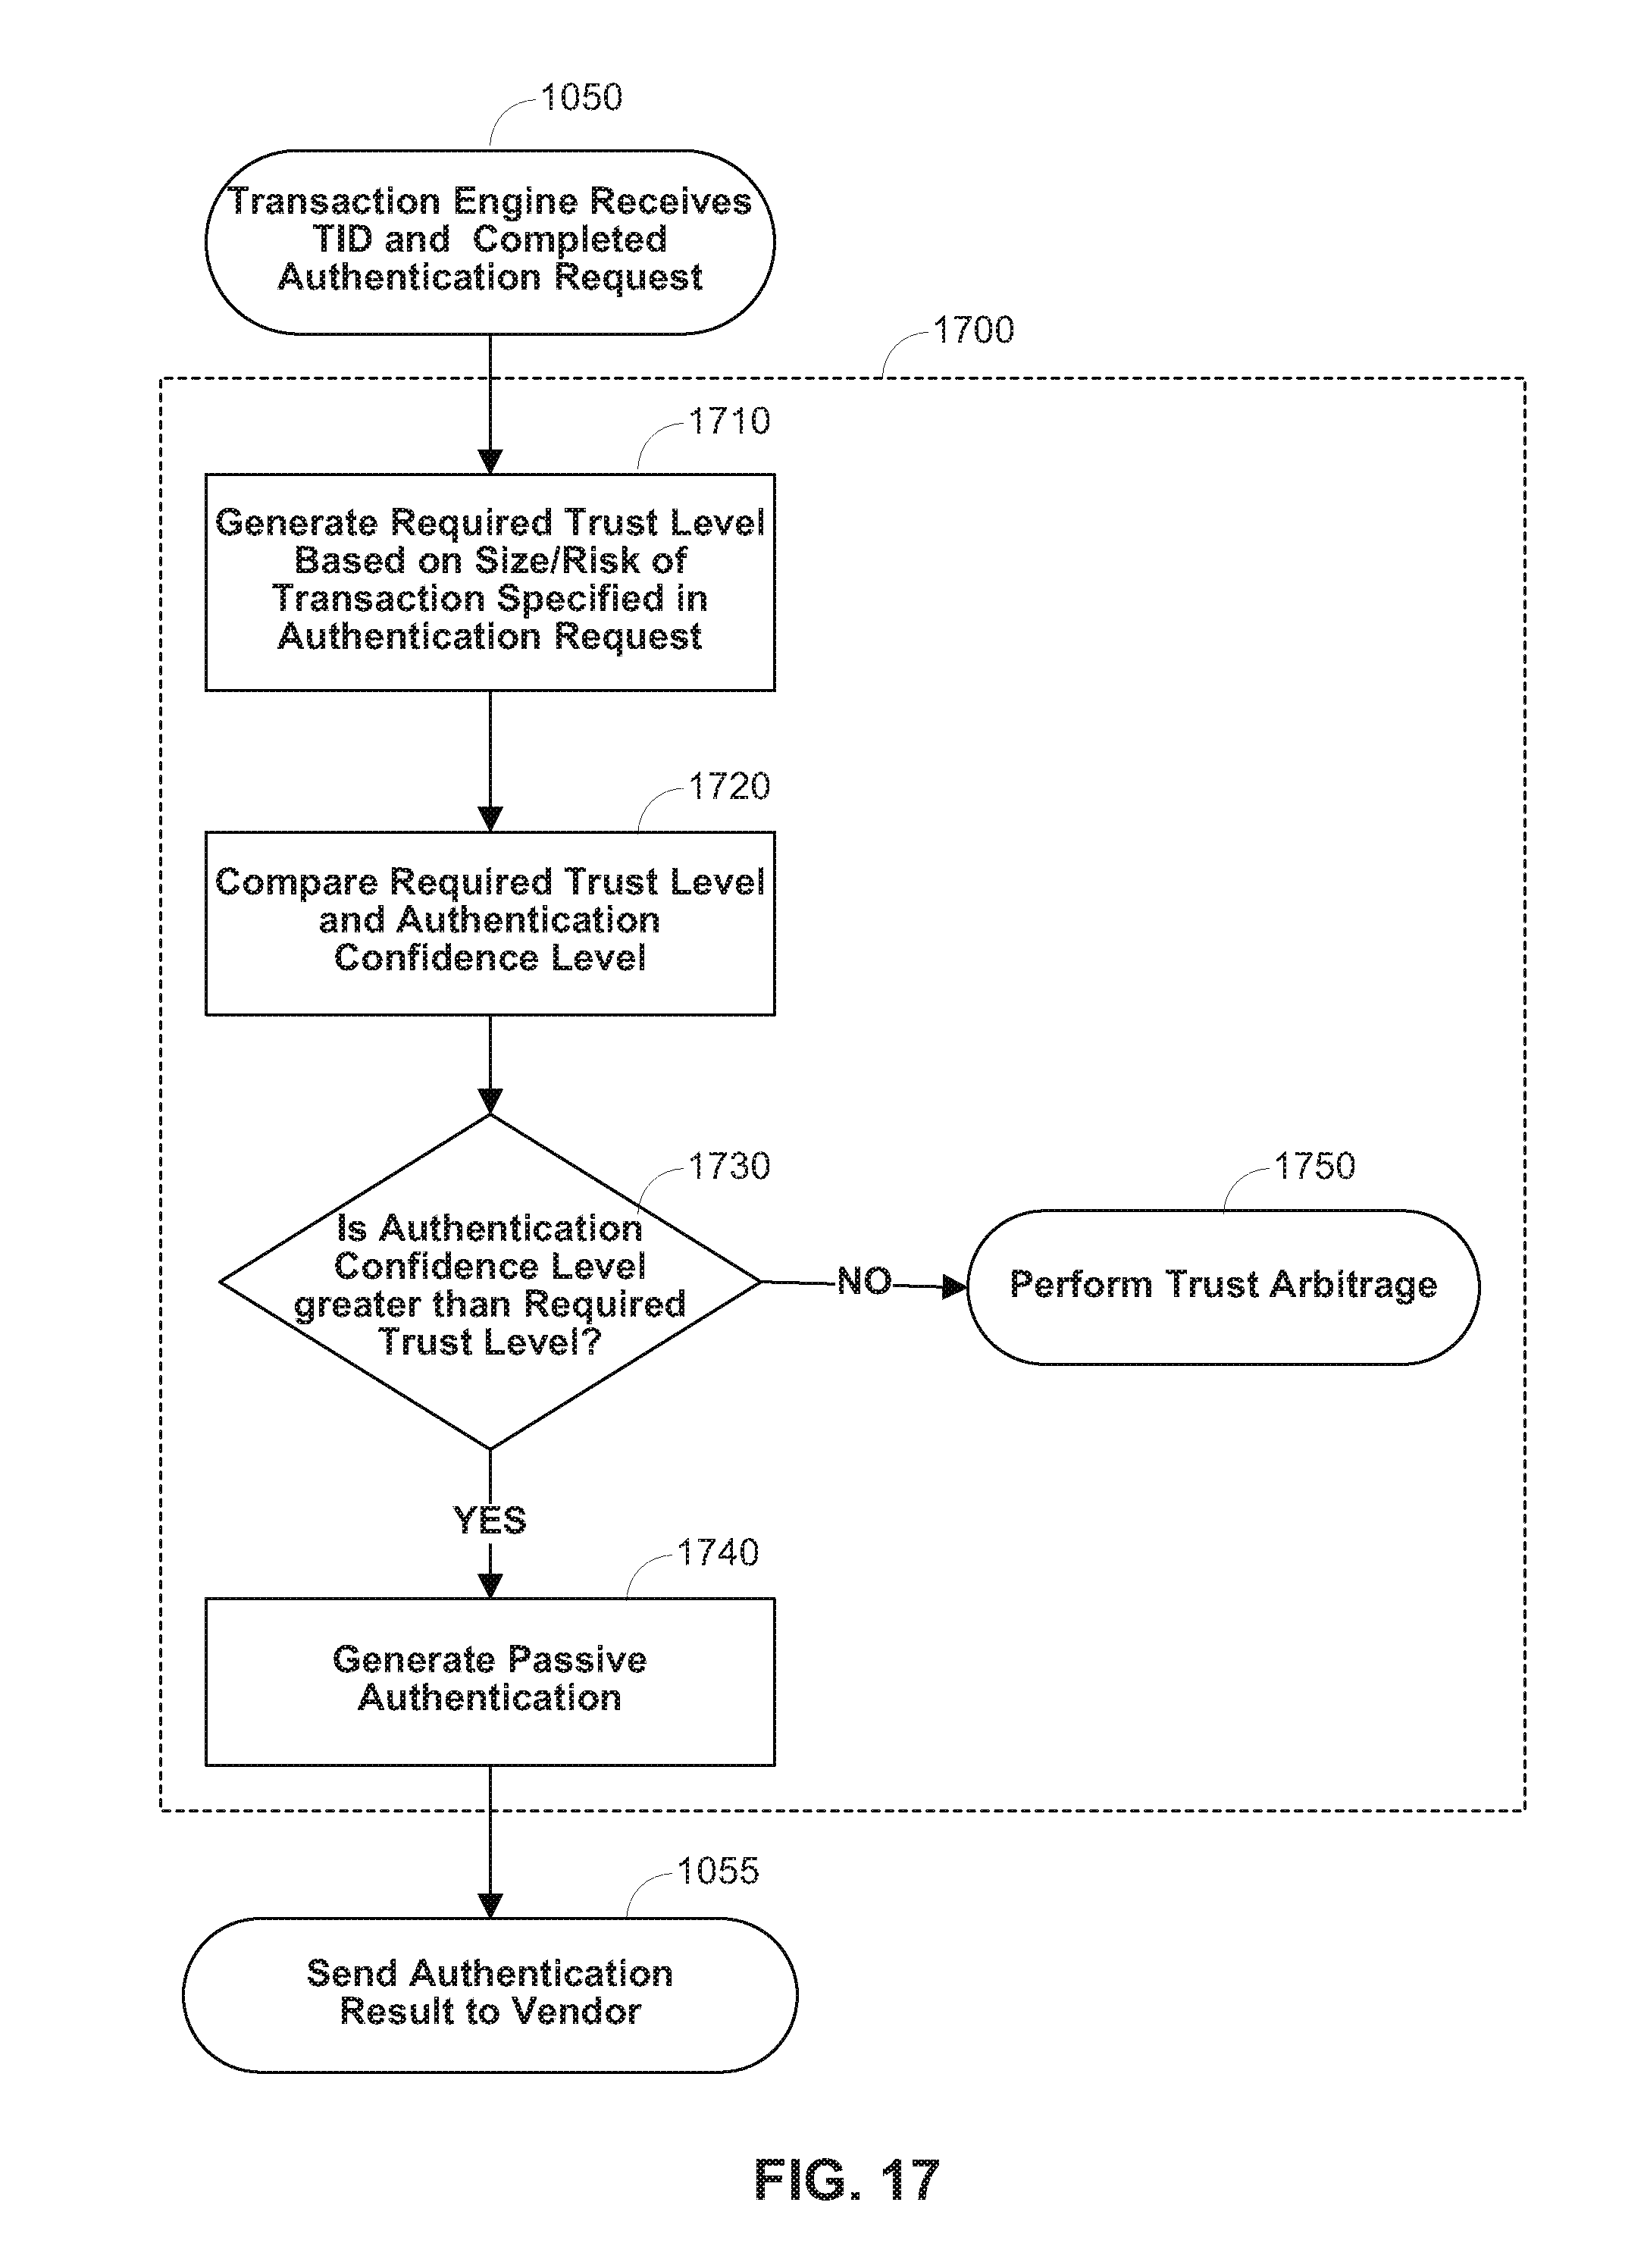 1050
Transaction Engine Receives
TID and Completed
Authentication Request
1700
1710
Generate Required Trust Level
Based on Size/Risk of
Transaction Specified in
Authentication Request
1720
Compare Required Trust Level
and Authentication
Confidence Level
1730
Is Authentication
Confidence Level
greater than Required
Trust Level?
NO
1750
Perform Trust Arbitrage
YES
1740
Generate Passive
Authentication
1055
Send Authentication
Result to Vendor
FIG. 17